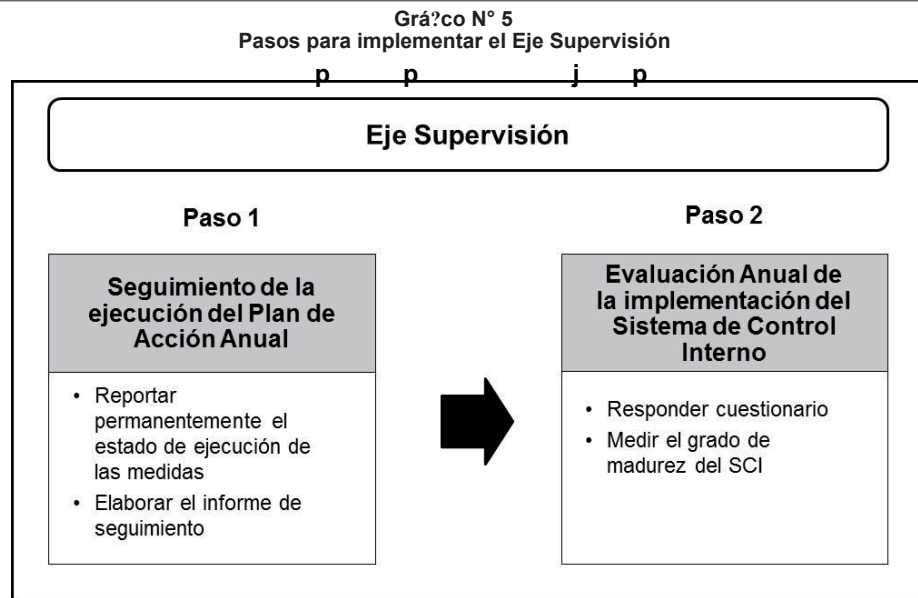 Grá?co N° 5
Pasos para implementar el Eje Supervisión
p p j p
Eje Supervisión
Paso 1
Seguimiento de la
ejecución del Plan de
Acción Anual
• Reportar
permanentemente el
estado de ejecución de
las medidas
• Elaborar el informe de
seguimiento
Paso 2
Evaluación Anual de
la implementación del
Sistema de Control
Interno
• Responder cuestionario
• Medir el grado de
madurez del SCI